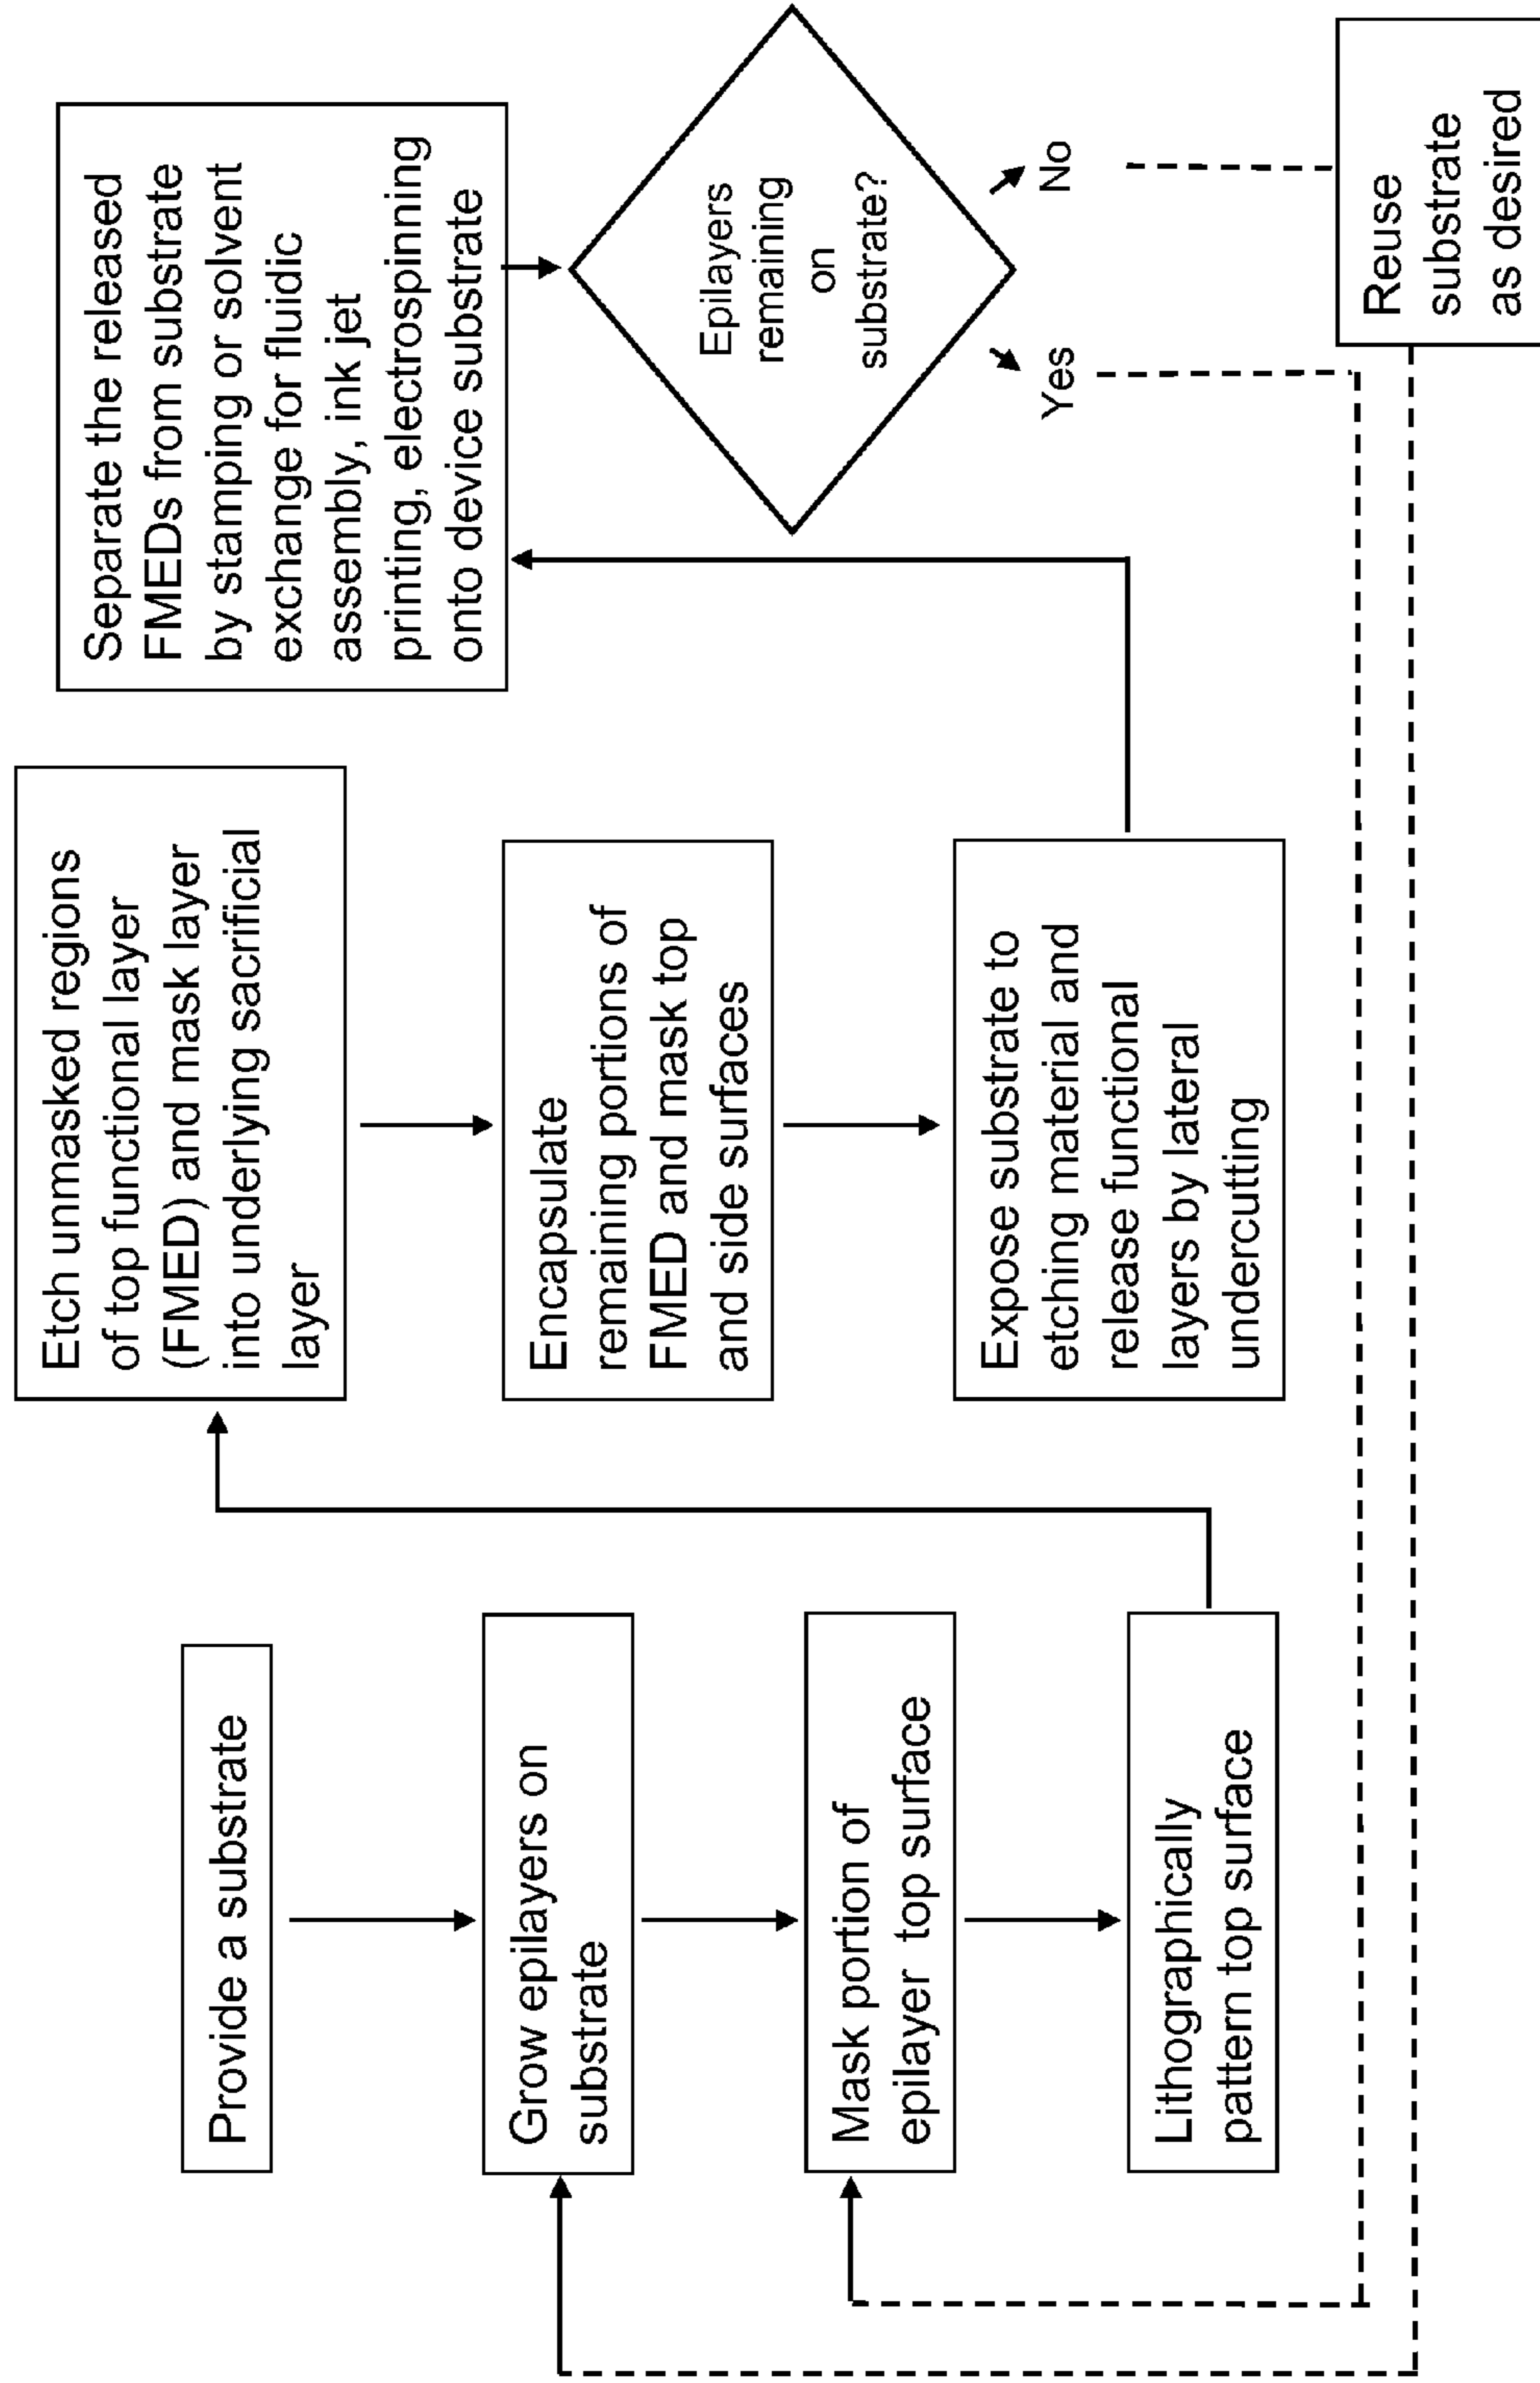 Provide a substrate
Grow epilayers on
substrate
Mask portion of
epilayer top surface
Lithographically
pattern top surface
Etch unmasked regions
of top functional layer
(FMED) and mask layer
into underlying sacrificial
layer
Encapsulate
remaining portions of
FMED and mask top
and side surfaces
Expose substrate to
etching material and
release functional
layers by lateral
undercutting
Separate the released
FMEDs from substrate
by stamping or solvent
exchange for fluidic
assembly, ink jet
printing, electrospinning
onto device substrate
Epilayers
remaining
on
substrate?
Yes
No
Reuse
substrate
as desired